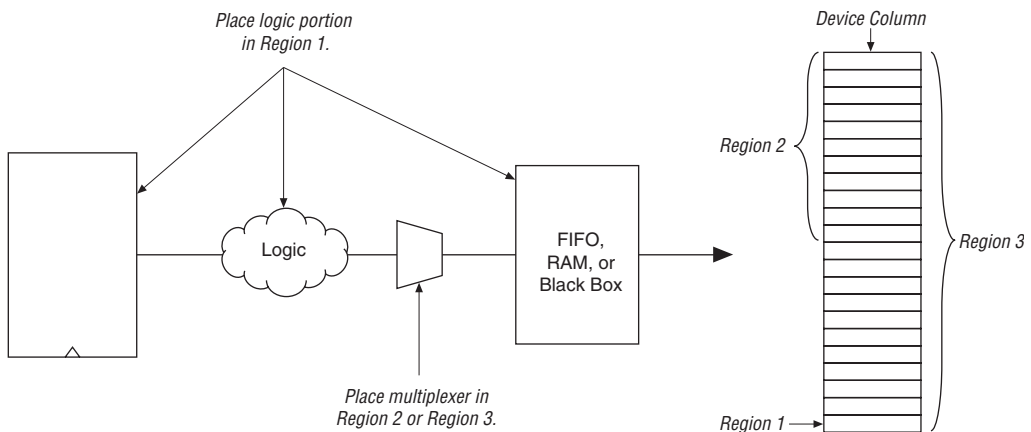 Place logic portion
in Region 1.
Device Column
Region 2
Logic
FIFO,
RAM, or
Black Box
Region 3
Place multiplexer in
Region 2 or Region 3.
Region 1